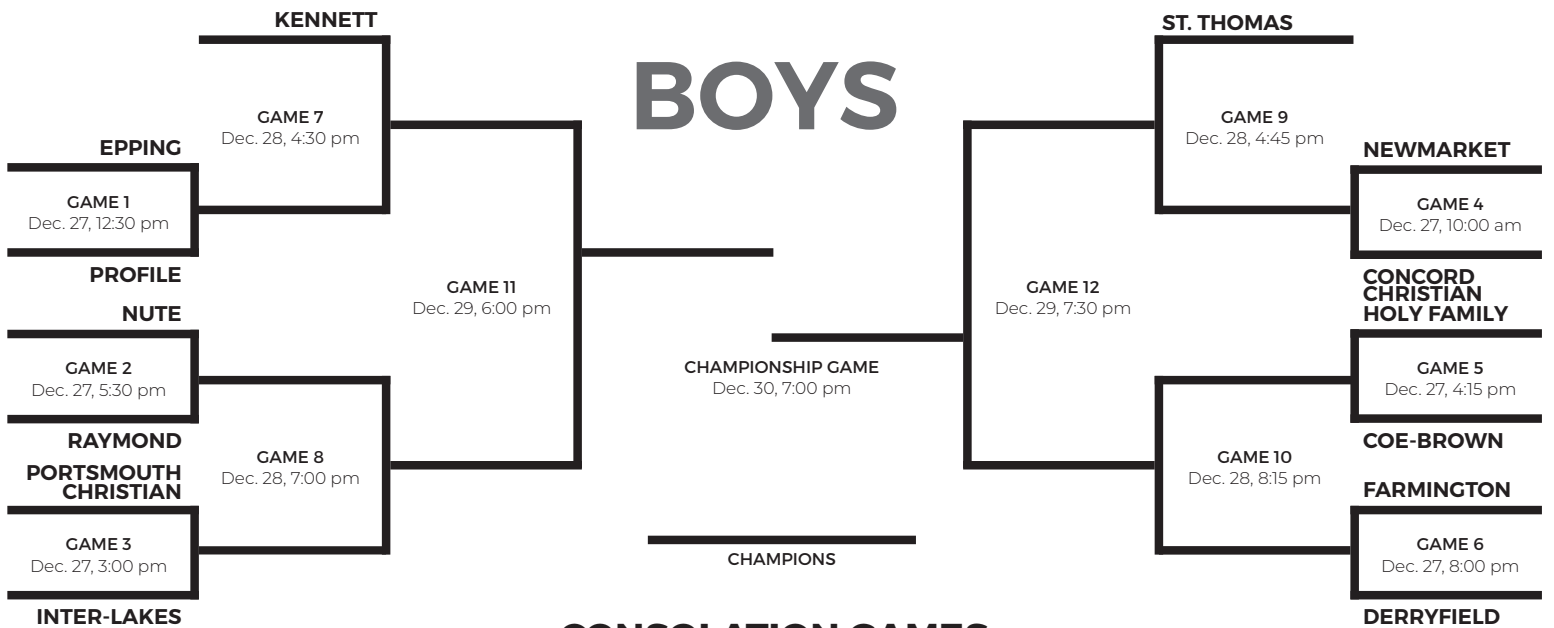 KENNETT
ST. THOMAS
BOYS
GAME 7
Dec. 28, 4:30 pm
GAME 9
Dec. 28, 4:45 pm
EPPING
NEWMARKET
GAME 1
Dec. 27, 12:30 pm
GAME 4
Dec. 27, 10:00 am
PROFILE
CONCORD
CHRISTIAN
NUTE
HOLY FAMILY
GAME 11
Dec. 29, 6:00 pm
GAME 12
Dec. 29, 7:30 pm
GAME 2
Dec. 27, 5:30 pm
CHAMPIONSHIP GAME
Dec. 30, 7:00 pm
GAME 5
Dec. 27, 4:15 pm
RAYMOND
COE-BROWN
PORTSMOUTH
CHRISTIAN
GAME 8
Dec. 28, 7:00 pm
GAME 10
Dec. 28, 8:15 pm
FARMINGTON
GAME 3
Dec. 27, 3:00 pm
CHAMPIONS
GAME 6
Dec. 27, 8:00 pm
INTER-LAKES
DERRYFIELD
CONSOLATION GAMES